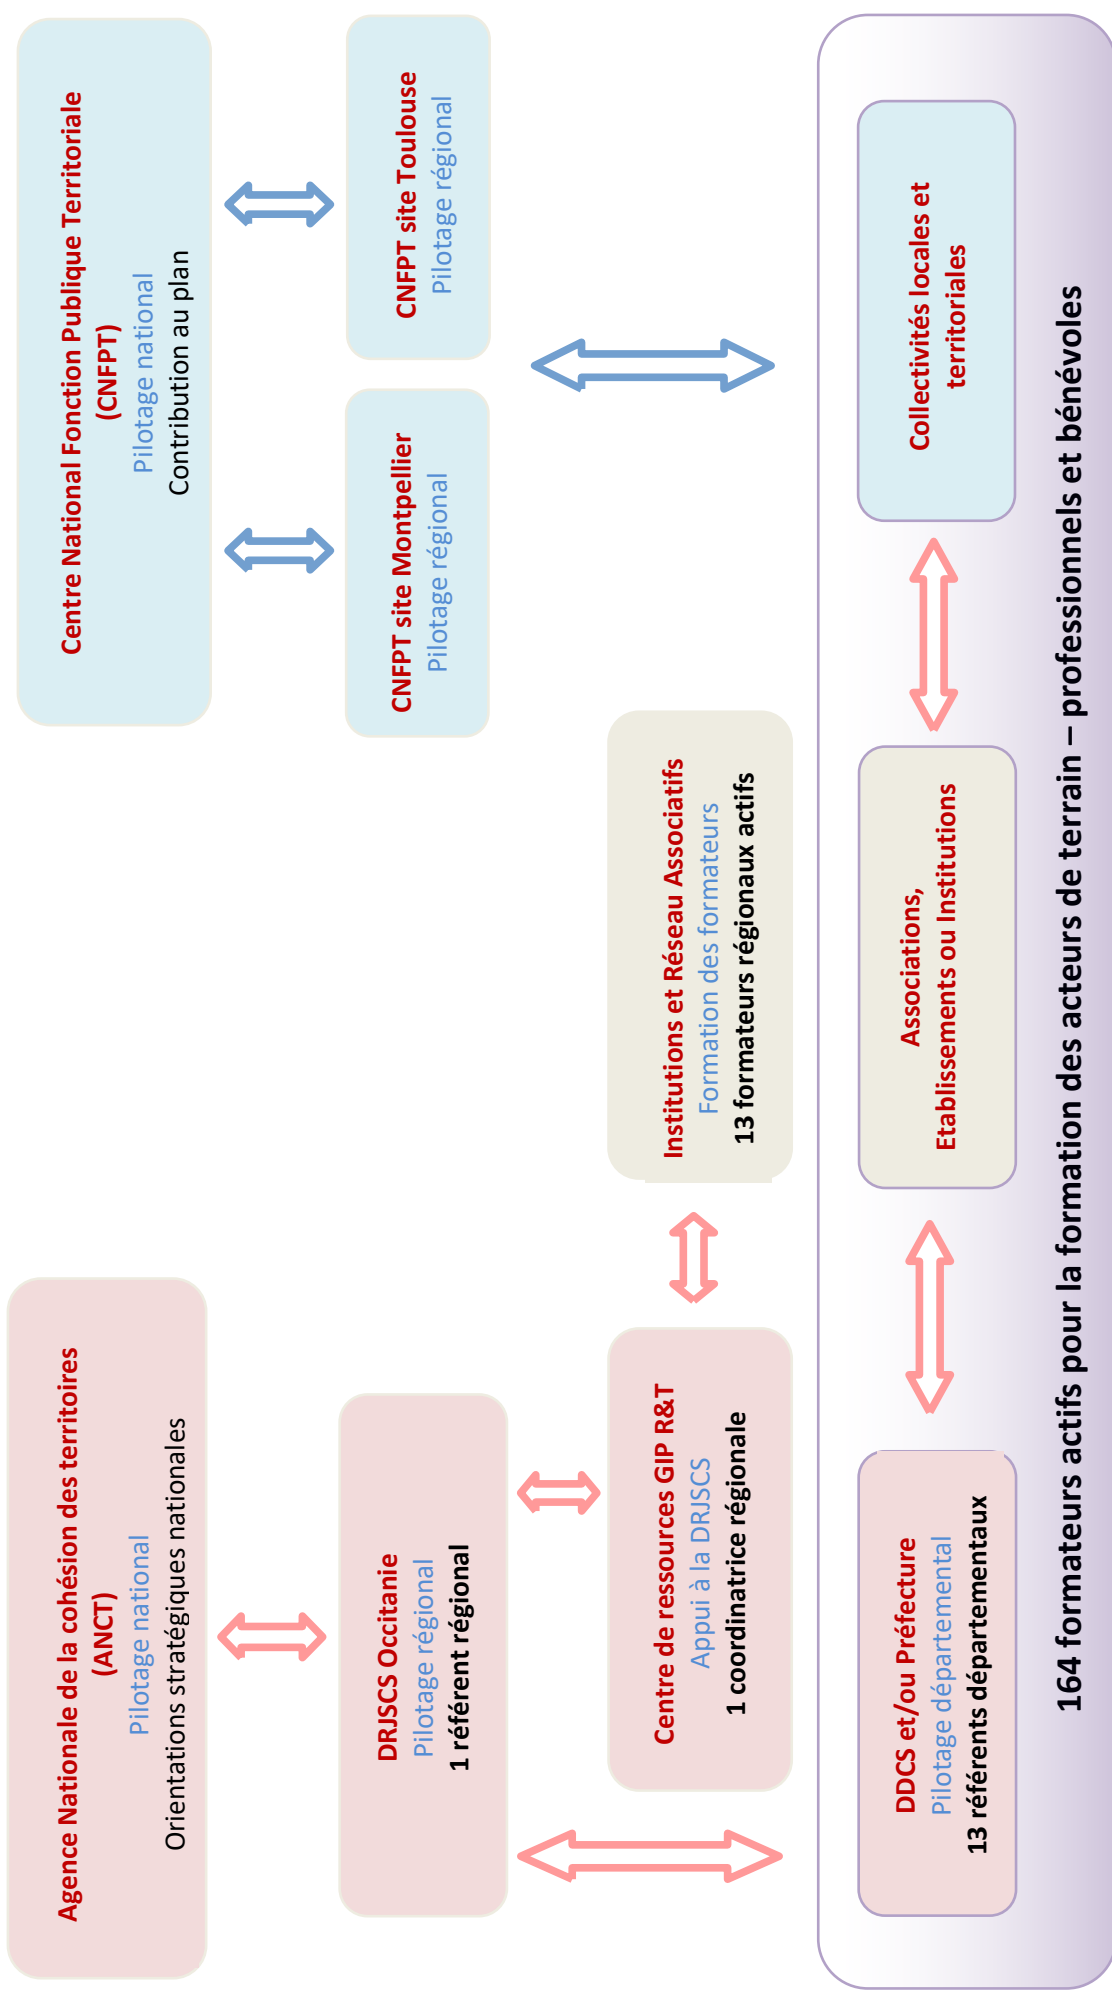 Agence Nationale de la cohésion des territoires
(ANCT)
Pilotage national
Orientations stratégiques nationales
Centre National Fonction Publique Territoriale
(CNFPT)
Pilotage national
Contribution au plan
DRJSCS Occitanie
Pilotage régional
1 référent régional
CNFPT site Montpellier
Pilotage régional
CNFPT site Toulouse
Pilotage régional
Centre de ressources GIP R&T
Appui à la DRJSCS
1 coordinatrice régionale
Institutions et Réseau Associatifs
Formation des formateurs
13 formateurs régionaux actifs
DDCS et/ou Préfecture
Pilotage départemental
13 référents départementaux
Associations,
Etablissements ou Institutions
Collectivités locales et
territoriales
164 formateurs actifs pour la formation des acteurs de terrain – professionnels et bénévoles